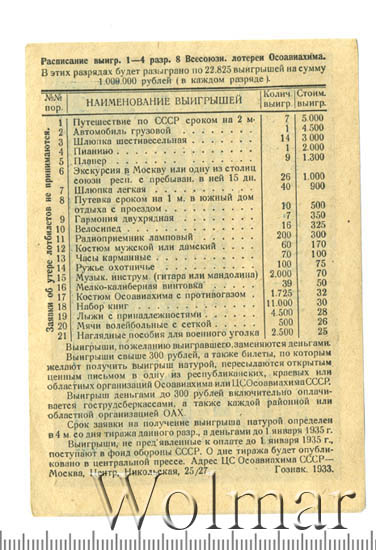 Расписание выигр. 1—4 разр. 8 Всесоюзн. лотереи Осоавиахима.
В этих разрядах будет разыграно по 22.825 выигрышей на сумму
1.000.000 рублей (в каждом разряде).
Заявки об утере лотбилетов не принимаются.
№№ пор. НАИМЕНОВАНИЕ ВЫИГРЫШЕЙ Колич. выигр. Стоим. выигр.
1 Путешествие по СССР сроком на 2 м. 7 5.000
2 Автомобиль грузовой 1 4.500
3 Шлюпка шестивесельная 14 3.000
4 Пианино 1 2.000
5 Планер 9 1.300
6 Экскурсия в Москву или одну из столиц
союзн респ. с пребыван. в ней 15 дн. 26 1.000
7 Шлюпка легкая 40 900
8 Путевка сроком на 1 м. в южный дом
отдыха с проездом 10 500
9 Гармония двухрядная 7 350
10 Велосипед 16 325
11 Радиоприемник ламповый 200 300
12 Костюм мужской или дамский 60 170
13 Часы карманные 70 100
14 Ружье охотничье 100 75
15 Музык. инструм. (гитара или мандолина) 2.000 70
16 Мелко-калиберная винтовка 39 50
17 Костюм Осоавиахима с противогазом 1.725 32
18 Набор книг 11.000 30
19 Лыжи с принадлежностями 4.500 28
20 Мячи волейбольные с сеткой 500 26
21 Наглядные пособия для военного уголка 2.500 25
Выигрыши, по желанию выигравшего, заменяются деньгами.
Выигрыши свыше 300 рублей, а также билеты, по которым
желают получить выигрыш натурой, пересылаются открытым
ценным письмом в одну из республиканских, краевых или
областных организаций Осоавиахима или ЦС Осоавиахима СССР.
Выигрыш деньгами до 300 рублей включительно оплачи-
вается гострудсберкассами, а также каждой районной или
областной организацией ОАХ.
Срок заявки на получение выигрыша натурой определен
в 4 м. со дня тиража данного разр., а деньгами до 1 января 1935 г.
Выигрыши, не пред'явленные к оплате до 1 января 1935 г.,
поступают в фонд обороны СССР. О дне тиража будет опубли-
ковано в центральной прессе. Адрес ЦС Осоавиахима СССР—
Москва, Центр, Никольская, 25/27 Гознак. 1933.
Wolmar